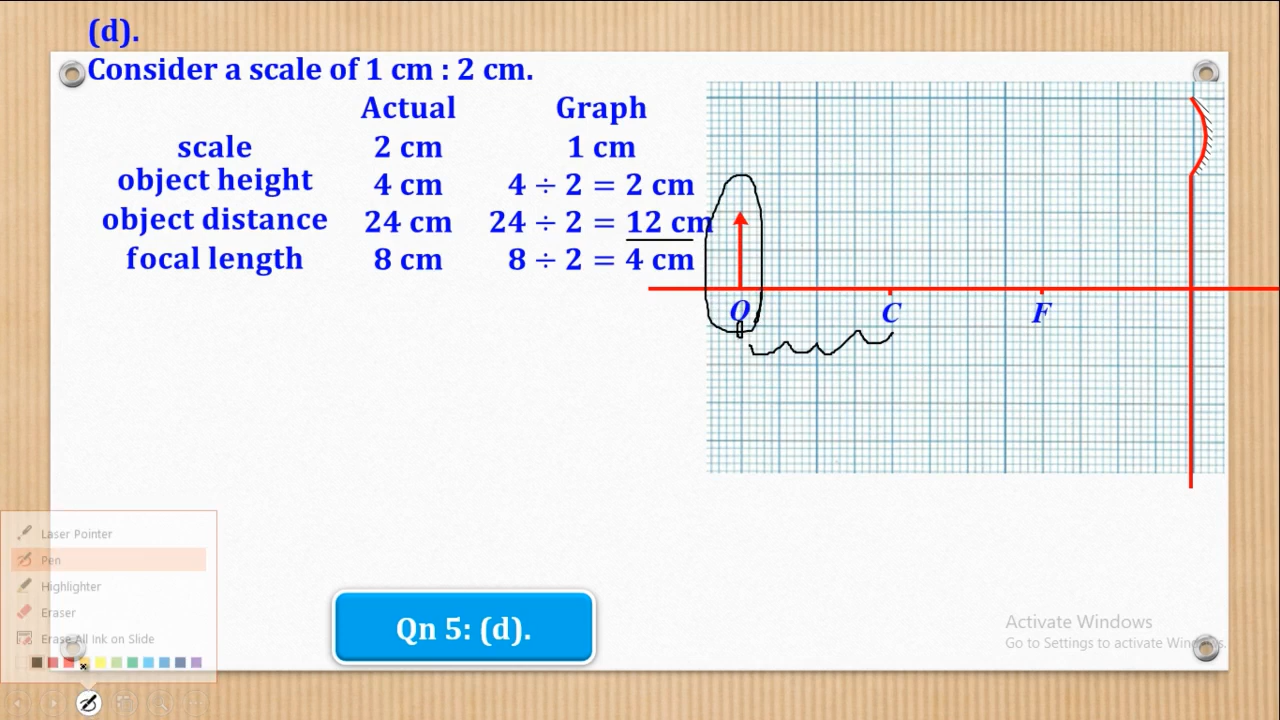 (d).
Consider a scale of 1 cm : 2 cm.
Actual Graph
scale 2 cm 1 cm
object height 4 cm 4 ÷ 2 = 2 cm
object distance 24 cm 24 ÷ 2 = 12 cm
focal length 8 cm 8 ÷ 2 = 4 cm
O C F
Laser Pointer
Pen
Highlighter
Eraser
Erase All Ink on Slide
Qn 5: (d).
Activate Windows
Go to Settings to activate Windows.